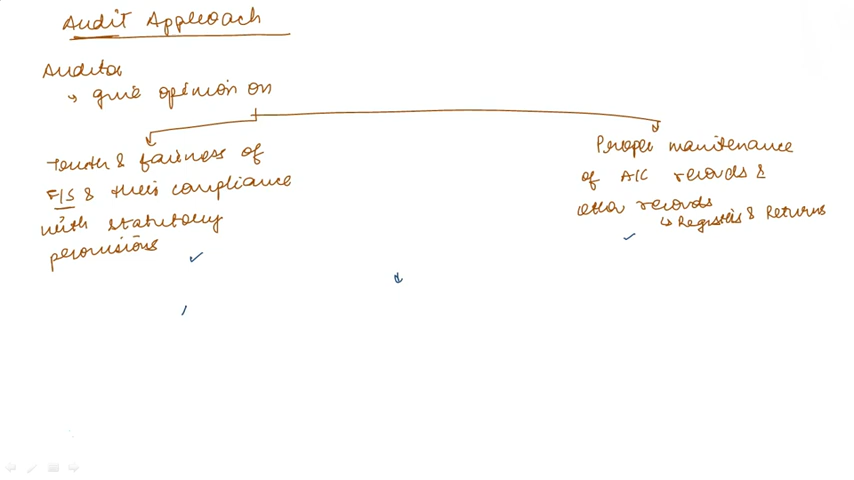 Audit Approach
Auditor
↳ give opinion on
Truth & fairness of
F/S & their compliance
with statutory
provisions ✓
Proper maintenance
of A/C records &
other records
↳ Registers & Returns
✓